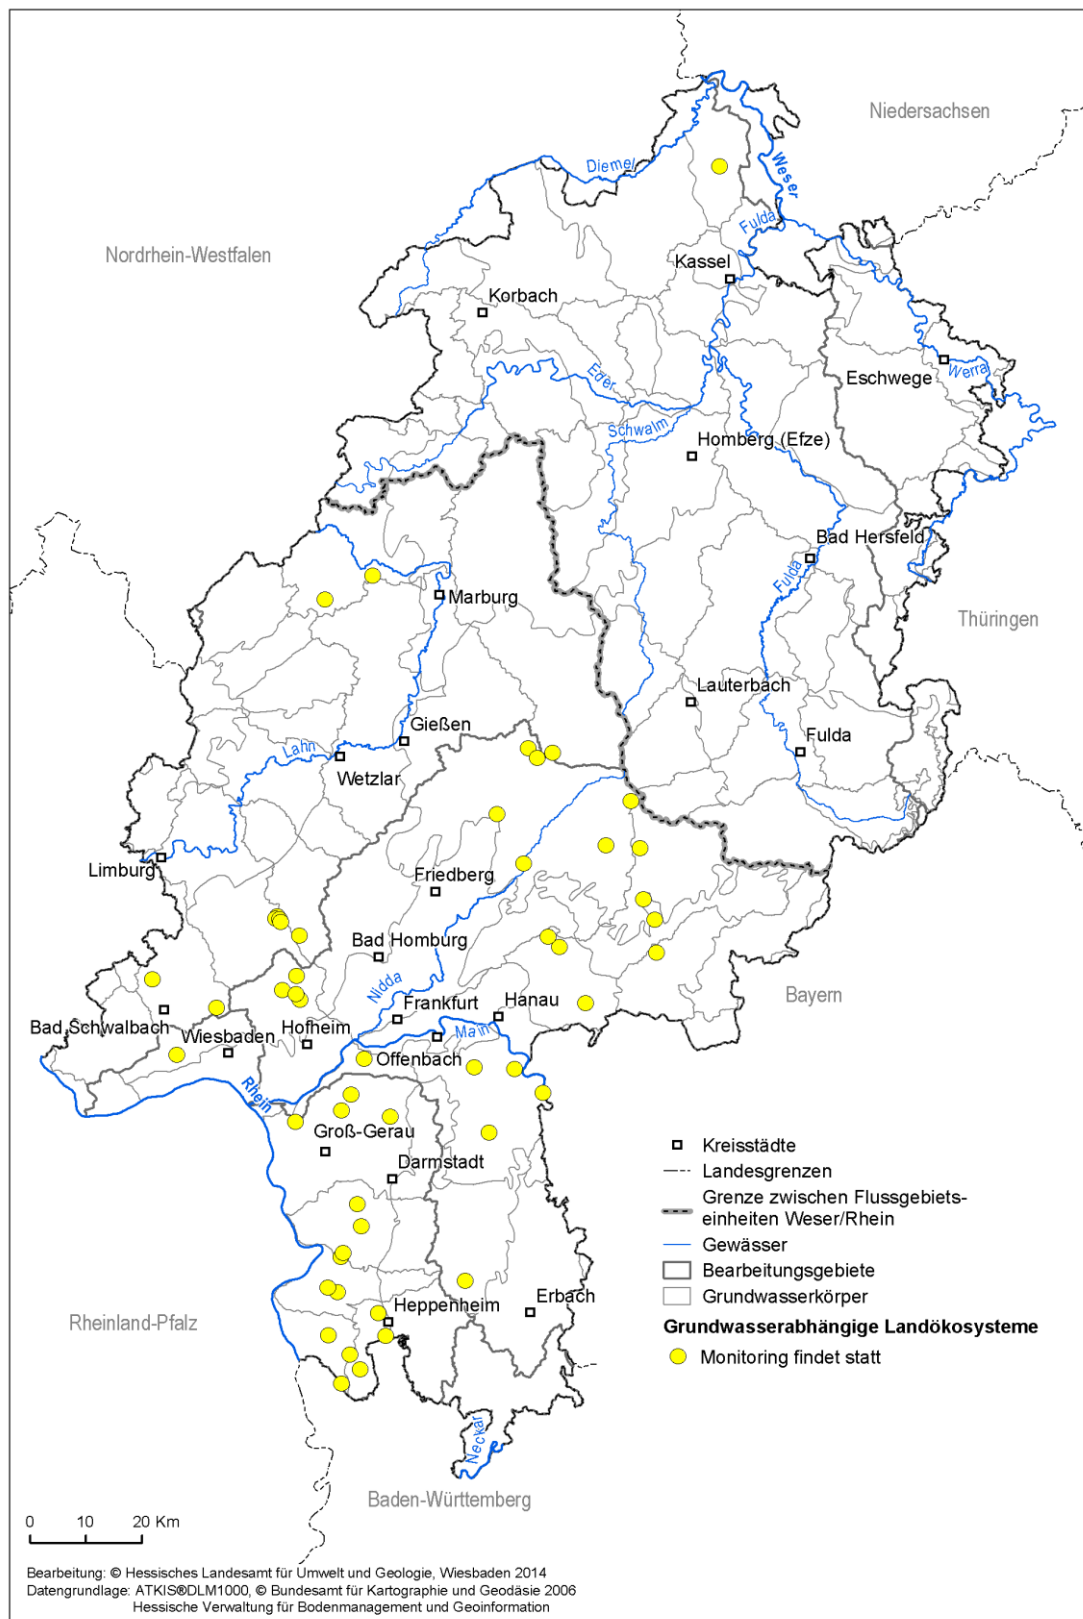 Niedersachsen
Diemel
Weser
Fulda
Nordrhein-Westfalen
Kassel
Korbach
Eschwege
Werra
Eder
Schwalm
Homberg (Efze)
Bad Hersfeld
Fulda
Marburg
Thüringen
Lauterbach
Gießen
Fulda
Lahn
Wetzlar
Limburg
Friedberg
Bad Homburg
Nidda
Frankfurt
Hanau
Bayern
Bad Schwalbach
Wiesbaden
Hofheim
Main
Offenbach
Rhein
Groß-Gerau
Darmstadt
Heppenheim
Erbach
Rheinland-Pfalz
Neckar
Baden-Württemberg
Kreisstädte
Landesgrenzen
Grenze zwischen Flussgebiets-
einheiten Weser/Rhein
Gewässer
Bearbeitungsgebiete
Grundwasserkörper
Grundwasserabhängige Landökosysteme
Monitoring findet statt
0 10 20 Km
Bearbeitung: © Hessisches Landesamt für Umwelt und Geologie, Wiesbaden 2014
Datengrundlage: ATKIS®DLM1000, © Bundesamt für Kartographie und Geodäsie 2006
Hessische Verwaltung für Bodenmanagement und Geoinformation